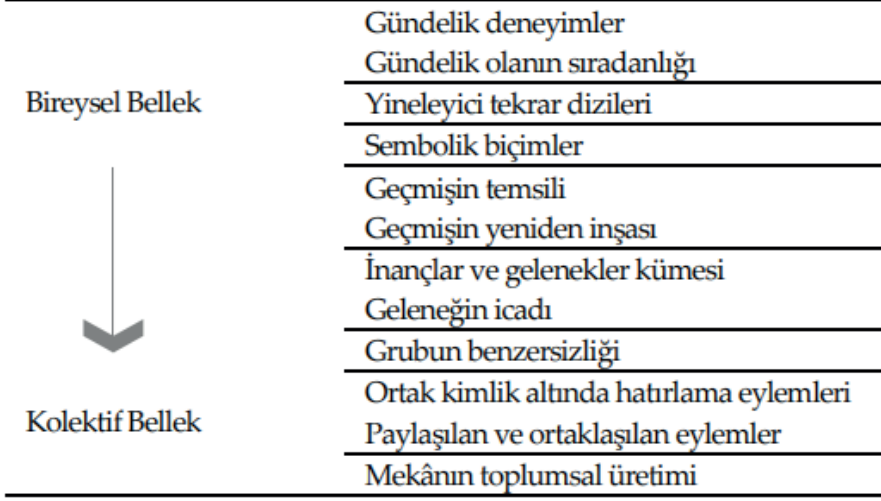 Gündelik deneyimler
Gündelik olanın sıradanlığı
Bireysel Bellek
Yineleyici tekrar dizileri
Sembolik biçimler
Geçmişin temsili
Geçmişin yeniden inşası
İnançlar ve gelenekler kümesi
Geleneğin icadı
Grubun benzersizliği
Ortak kimlik altında hatırlama eylemleri
Kolektif Bellek
Paylaşılan ve ortaklaşılan eylemler
Mekânın toplumsal üretimi